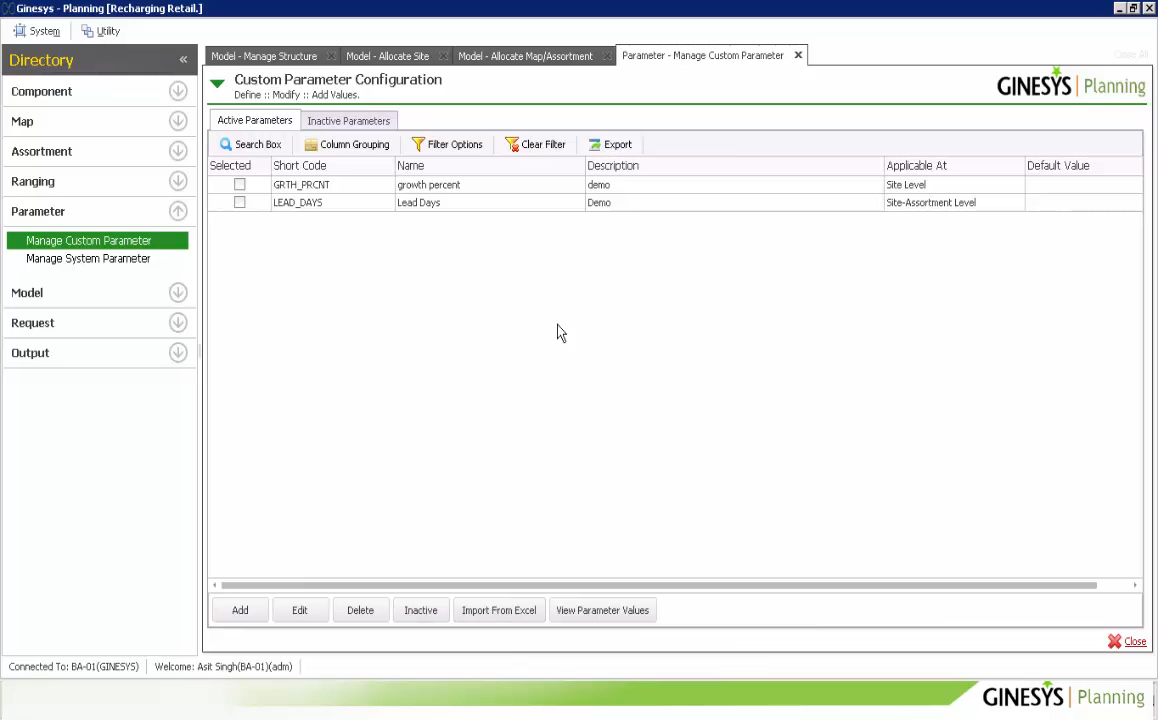 Ginesys - Planning [Recharging Retail.]
System Utility
Directory «
Model - Manage Structure Model - Allocate Site Model - Allocate Map/Assortment Parameter - Manage Custom Parameter Close All
Custom Parameter Configuration
Define :: Modify :: Add Values.
GINESYS | Planning
Component
Map
Assortment
Ranging
Parameter
Manage Custom Parameter
Manage System Parameter
Model
Request
Output
Active Parameters Inactive Parameters
Search Box Column Grouping Filter Options Clear Filter Export
Selected Short Code Name Description Applicable At Default Value
GRTH_PRCNT growth percent demo Site Level
LEAD_DAYS Lead Days Demo Site-Assortment Level
Add Edit Delete Inactive Import From Excel View Parameter Values
Close
Connected To: BA-01(GINESYS) Welcome: Asit Singh(BA-01)(adm)
GINESYS | Planning